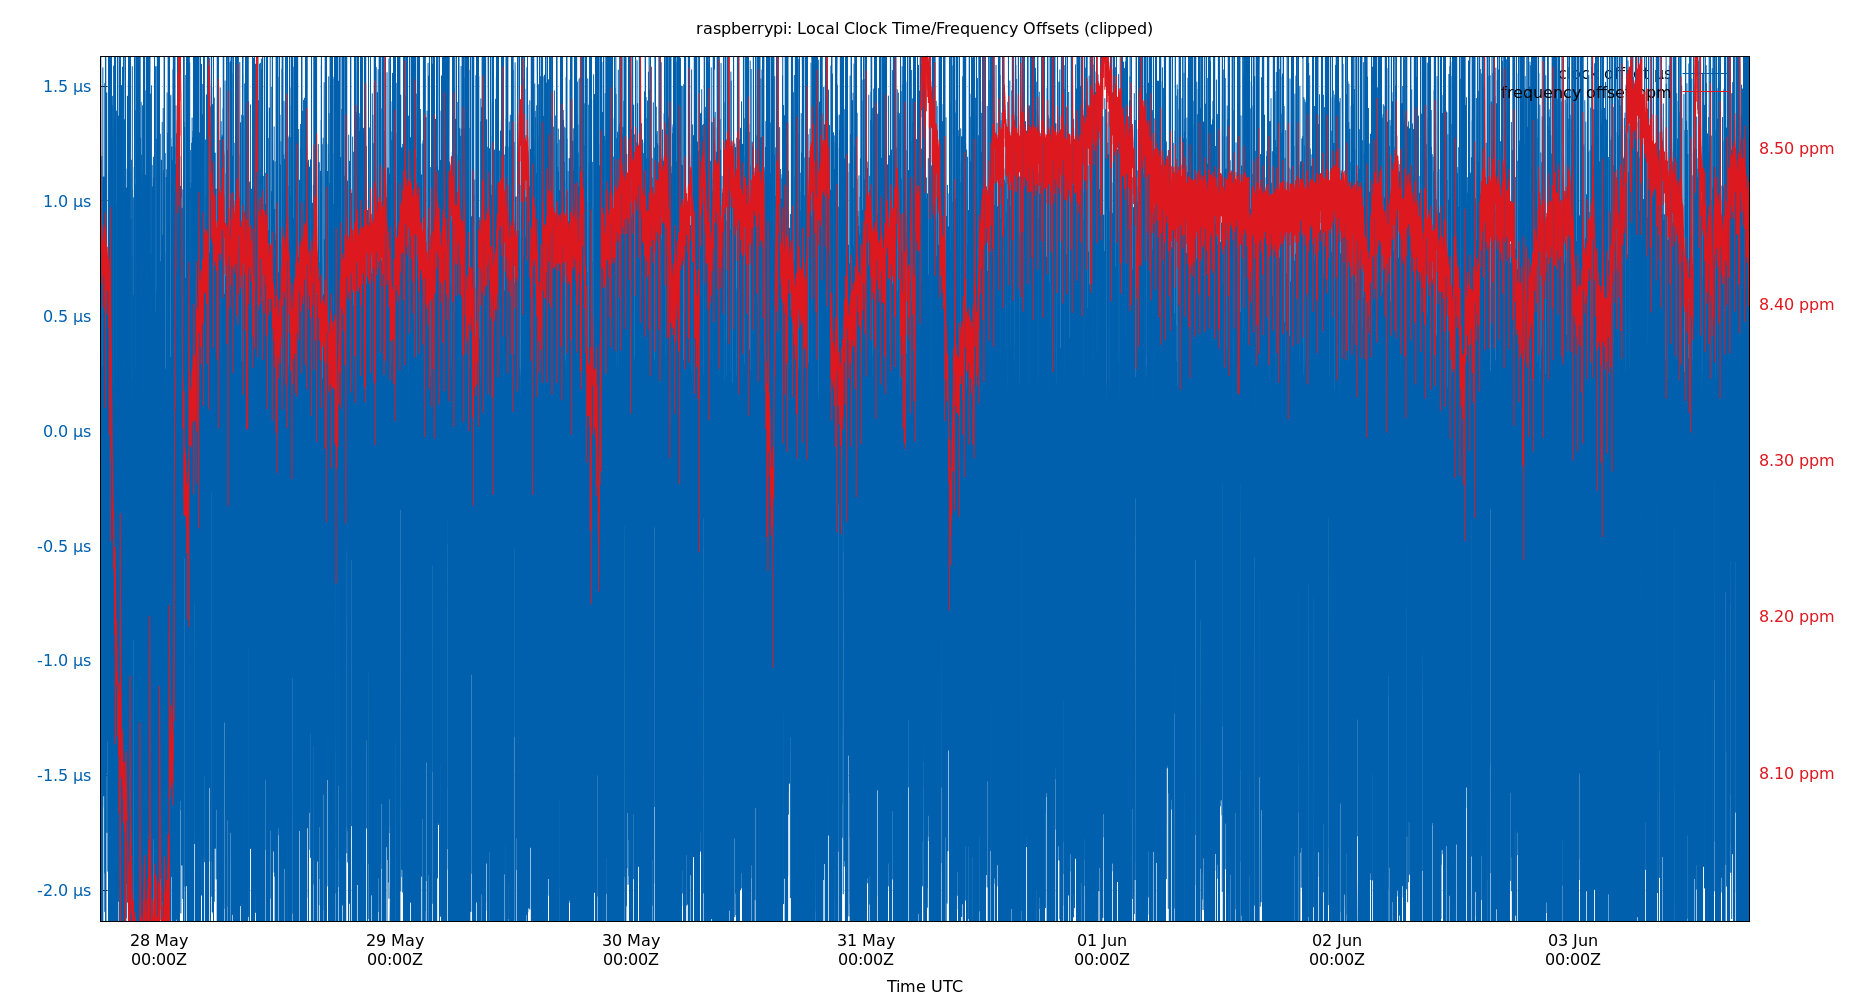 raspberrypi: Local Clock Time/Frequency Offsets (clipped)
clock offset µs
frequency offset ppm
1.5 µs
1.0 µs
0.5 µs
0.0 µs
-0.5 µs
-1.0 µs
-1.5 µs
-2.0 µs
8.50 ppm
8.40 ppm
8.30 ppm
8.20 ppm
8.10 ppm
28 May
00:00Z
29 May
00:00Z
30 May
00:00Z
31 May
00:00Z
01 Jun
00:00Z
02 Jun
00:00Z
03 Jun
00:00Z
Time UTC